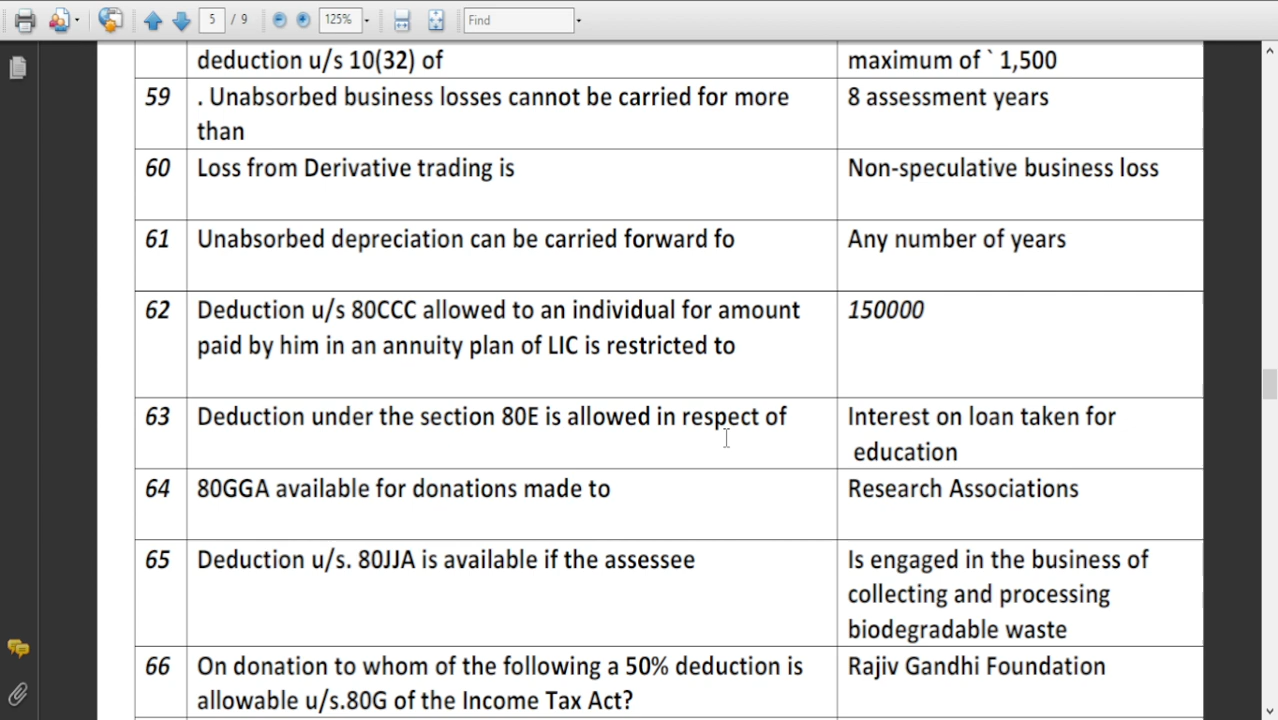 5 / 9 125% Find
deduction u/s 10(32) of maximum of ` 1,500
59 . Unabsorbed business losses cannot be carried for more 8 assessment years
than
60 Loss from Derivative trading is Non-speculative business loss
61 Unabsorbed depreciation can be carried forward fo Any number of years
62 Deduction u/s 80CCC allowed to an individual for amount 150000
paid by him in an annuity plan of LIC is restricted to
63 Deduction under the section 80E is allowed in respect of Interest on loan taken for
education
64 80GGA available for donations made to Research Associations
65 Deduction u/s. 80JJA is available if the assessee Is engaged in the business of
collecting and processing
biodegradable waste
66 On donation to whom of the following a 50% deduction is Rajiv Gandhi Foundation
allowable u/s.80G of the Income Tax Act?